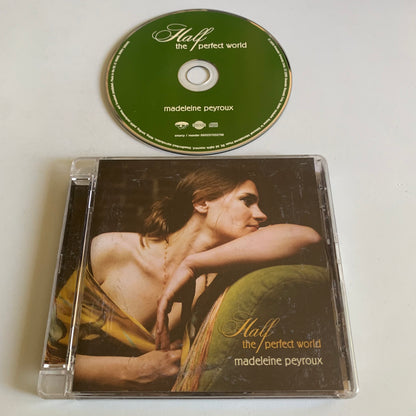 Half
the perfect world
madeleine peyroux
Half
the perfect world
madeleine peyroux